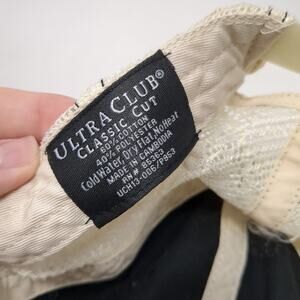 ULTRA CLUB®
CLASSIC CUT
60% COTTON
40% POLYESTER
Cold Water, Dry Flat, No Heat
MADE IN CAMBODIA
RN# 85363
UCH13-006/P853